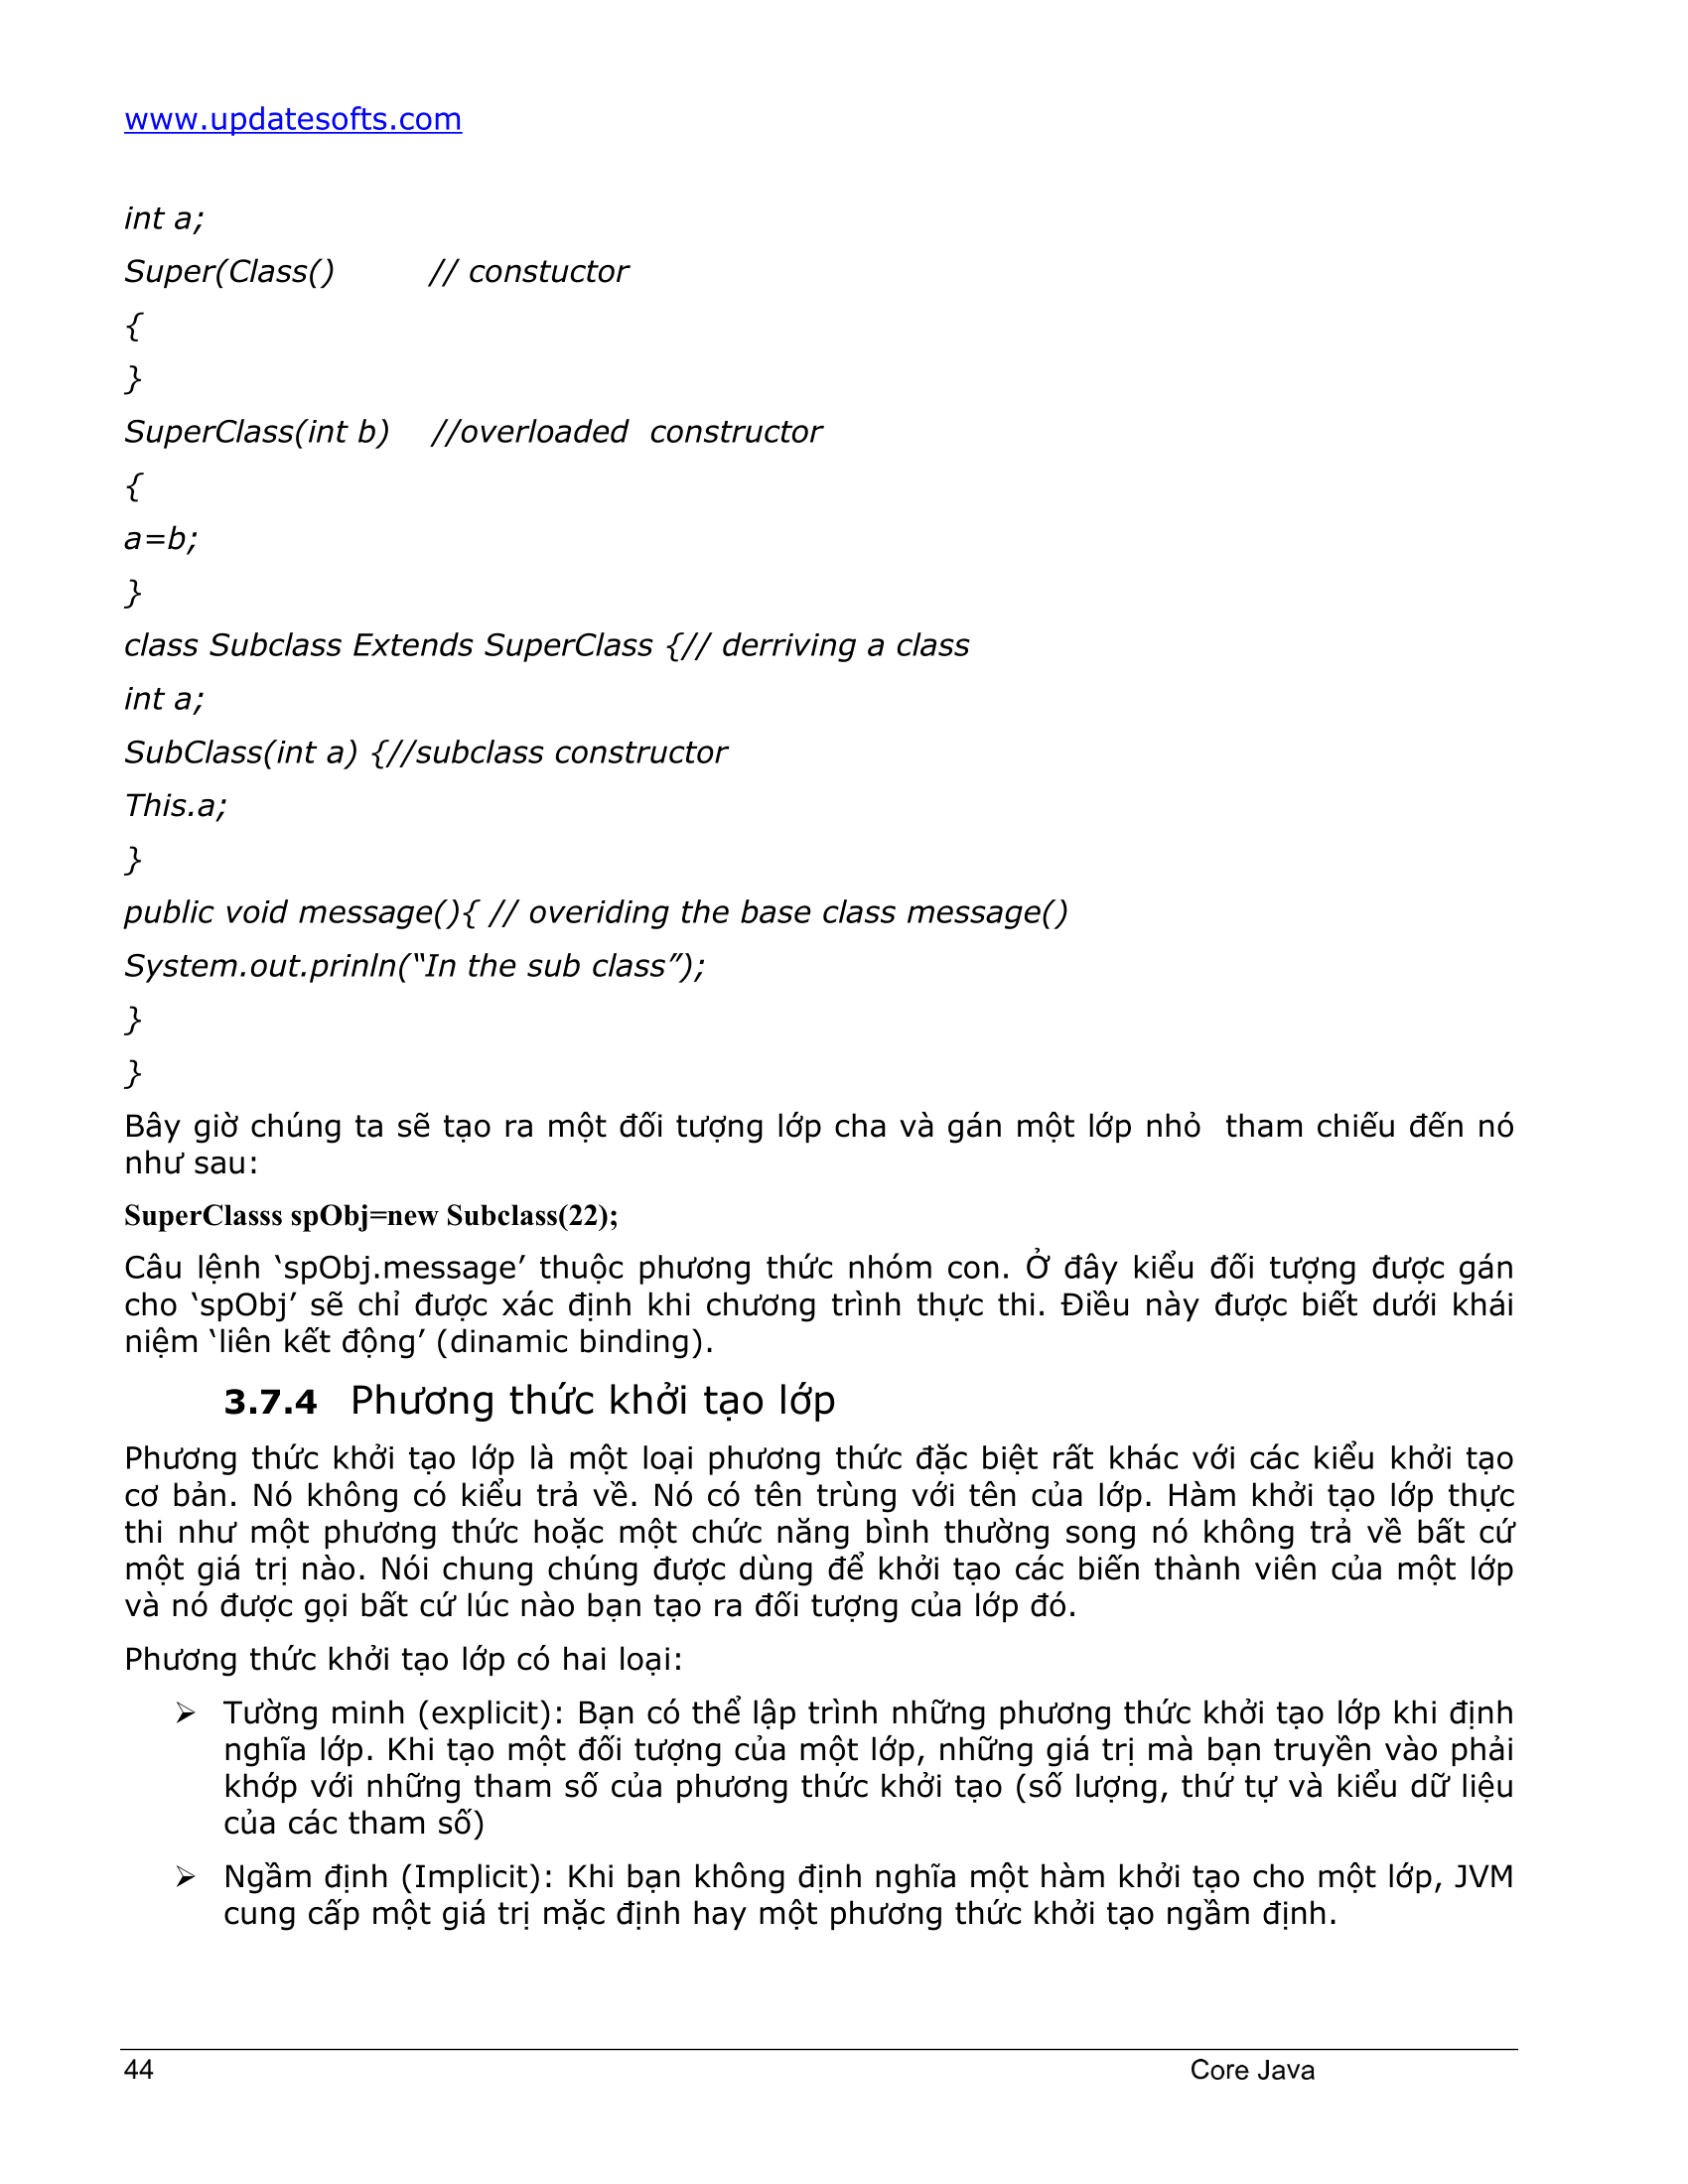 www.updatesofts.com
int a;
Super(Class() // constuctor
{
}
SuperClass(int b) //overloaded constructor
{
a=b;
}
class Subclass Extends SuperClass {// derriving a class
int a;
SubClass(int a) {//subclass constructor
This.a;
}
public void message(){ // overiding the base class message()
System.out.prinln(“In the sub class”);
}
}
Bây giờ chúng ta sẽ tạo ra một đối tượng lớp cha và gán một lớp nhỏ tham chiếu đến nó
như sau:
SuperClasss spObj=new Subclass(22);
Câu lệnh ‘spObj.message’ thuộc phương thức nhóm con. Ở đây kiểu đối tượng được gán
cho ‘spObj’ sẽ chỉ được xác định khi chương trình thực thi. Điều này được biết dưới khái
niệm ‘liên kết động’ (dinamic binding).
3.7.4 Phương thức khởi tạo lớp
Phương thức khởi tạo lớp là một loại phương thức đặc biệt rất khác với các kiểu khởi tạo
cơ bản. Nó không có kiểu trả về. Nó có tên trùng với tên của lớp. Hàm khởi tạo lớp thực
thi như một phương thức hoặc một chức năng bình thường song nó không trả về bất cứ
một giá trị nào. Nói chung chúng được dùng để khởi tạo các biến thành viên của một lớp
và nó được gọi bất cứ lúc nào bạn tạo ra đối tượng của lớp đó.
Phương thức khởi tạo lớp có hai loại:
➢ Tường minh (explicit): Bạn có thể lập trình những phương thức khởi tạo lớp khi định
nghĩa lớp. Khi tạo một đối tượng của một lớp, những giá trị mà bạn truyền vào phải
khớp với những tham số của phương thức khởi tạo (số lượng, thứ tự và kiểu dữ liệu
của các tham số)
➢ Ngầm định (Implicit): Khi bạn không định nghĩa một hàm khởi tạo cho một lớp, JVM
cung cấp một giá trị mặc định hay một phương thức khởi tạo ngầm định.
44 Core Java